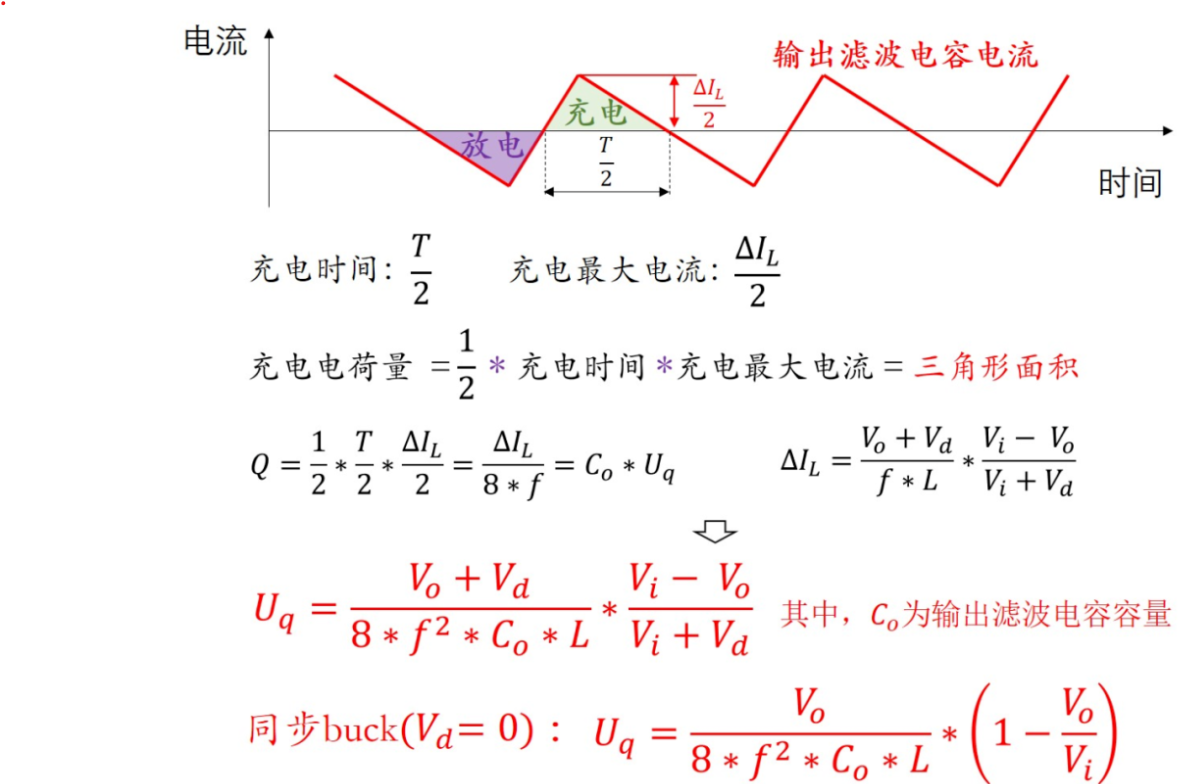 电流
输出滤波电容电流
ΔI_L/2
充电
放电
T/2
时间
充电时间: T/2  充电最大电流: ΔI_L/2
充电电荷量 = 1/2 * 充电时间 *充电最大电流 = 三角形面积
Q = 1/2 * T/2 * ΔI_L/2 = ΔI_L/(8 * f) = C_o * U_q  ΔI_L = (V_o + V_d)/(f * L) * (V_i − V_o)/(V_i + V_d)
U_q = (V_o + V_d)/(8 * f² * C_o * L) * (V_i − V_o)/(V_i + V_d)  其中，C_o为输出滤波电容容量
同步buck(V_d = 0)： U_q = V_o/(8 * f² * C_o * L) * (1 − V_o/V_i)